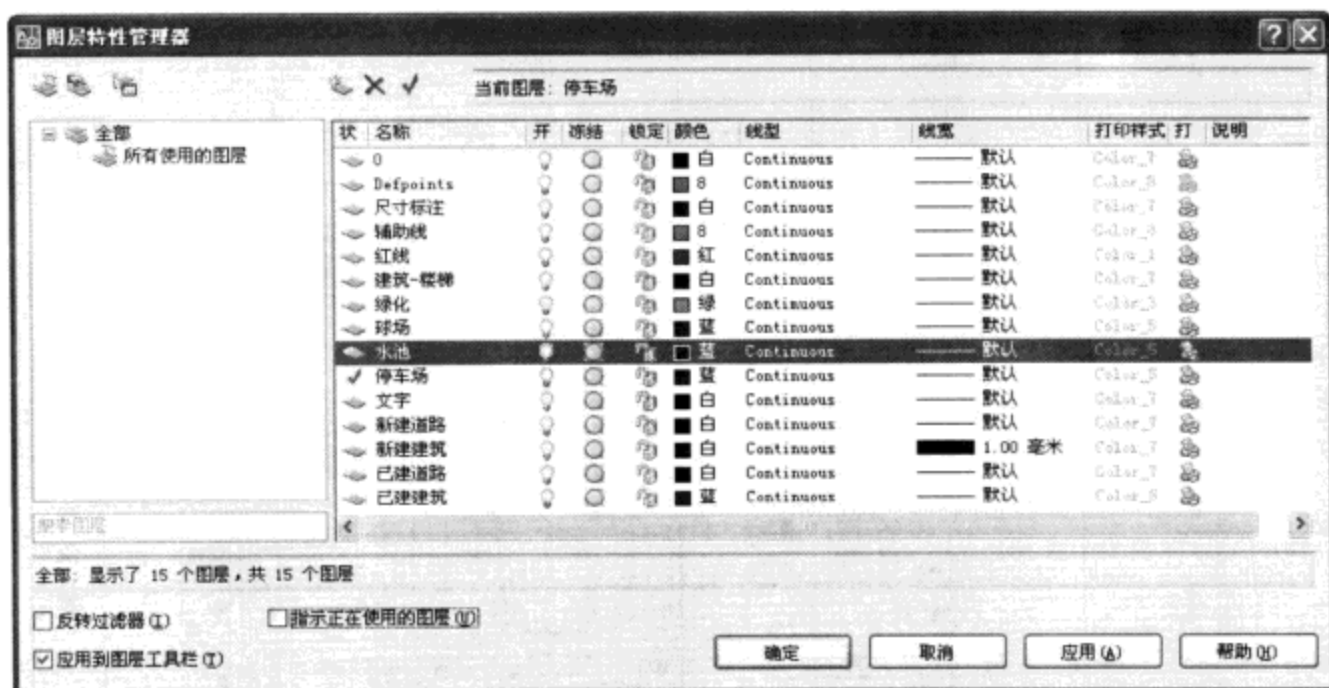 图层特性管理器
当前图层: 停车场
全部
所有使用的图层
状 名称 开 冻结 锁定 颜色 线型 线宽 打印样式 打 说明
0 白 Continuous 默认 Color_7
Defpoints 8 Continuous 默认 Color_8
尺寸标注 白 Continuous 默认 Color_7
辅助线 8 Continuous 默认 Color_8
红线 红 Continuous 默认 Color_1
建筑-楼梯 白 Continuous 默认 Color_7
绿化 绿 Continuous 默认 Color_3
球场 蓝 Continuous 默认 Color_5
水池 蓝 Continuous 默认 Color_5
停车场 蓝 Continuous 默认 Color_5
文字 白 Continuous 默认 Color_7
新建道路 白 Continuous 默认 Color_7
新建建筑 白 Continuous 1.00 毫米 Color_7
已建道路 白 Continuous 默认 Color_7
已建建筑 蓝 Continuous 默认 Color_5
搜索图层
全部: 显示了 15 个图层，共 15 个图层
反转过滤器(I) 指示正在使用的图层(U)
应用到图层工具栏(T)
确定 取消 应用(A) 帮助(H)